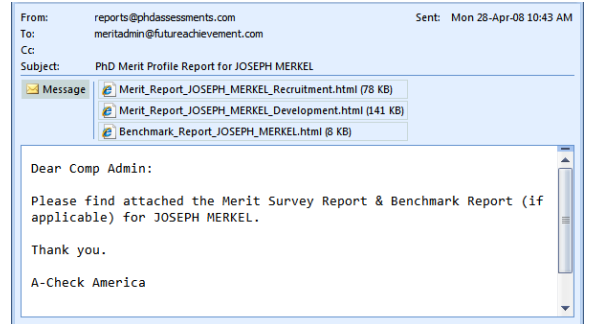 From: reports@phdassessments.com Sent: Mon 28-Apr-08 10:43 AM
To: meritadmin@futureachievement.com
Cc:
Subject: PhD Merit Profile Report for JOSEPH MERKEL
Message Merit_Report_JOSEPH_MERKEL_Recruitment.html (78 KB)
Merit_Report_JOSEPH_MERKEL_Development.html (141 KB)
Benchmark_Report_JOSEPH_MERKEL.html (8 KB)
Dear Comp Admin:
Please find attached the Merit Survey Report & Benchmark Report (if
applicable) for JOSEPH MERKEL.
Thank you.
A-Check America